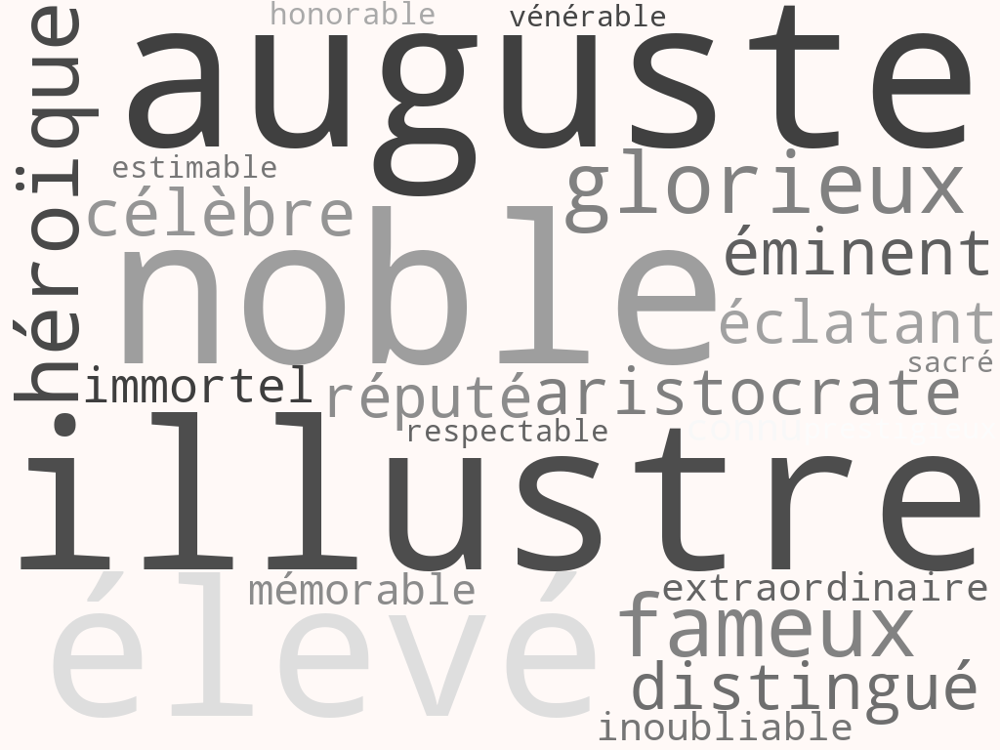 honorable
vénérable
auguste
héroïque
estimable
glorieux
célèbre
noble
éminent
éclatant
sacré
immortel
réputé
aristocrate
respectable
connu
illustre
élevé
mémorable
extraordinaire
fameux
distingué
inoubliable